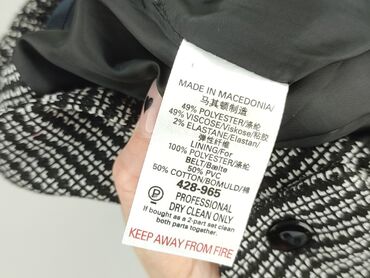 MADE IN MACEDONIA/
马其顿制造
49% POLYESTER/涤纶
49% VISCOSE/Viskose/粘胶
2% ELASTANE/Elastan/
弹性纤维
LINING/For
100% POLYESTER/涤纶
BELT/Bælte
50% PVC
50% COTTON/BOMULD/棉
428-965
P
PROFESSIONAL
DRY CLEAN ONLY
If bought as a 2-part set clean
both parts together.
KEEP AWAY FROM FIRE